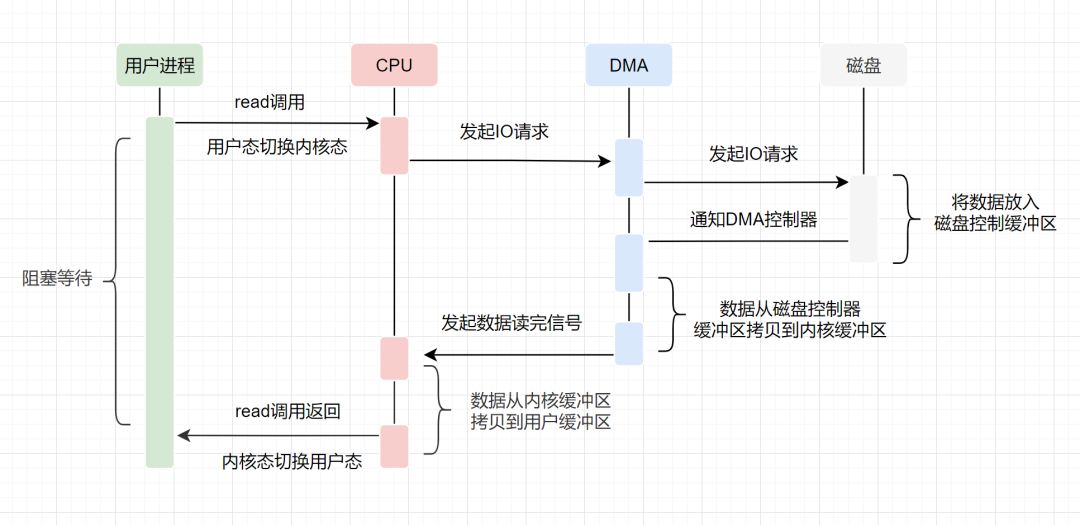 用户进程
CPU
DMA
磁盘
read调用
用户态切换内核态
发起IO请求
发起IO请求
将数据放入
磁盘控制缓冲区
通知DMA控制器
阻塞等待
数据从磁盘控制器
缓冲区拷贝到内核缓冲区
发起数据读完信号
数据从内核缓冲区
拷贝到用户缓冲区
read调用返回
内核态切换用户态